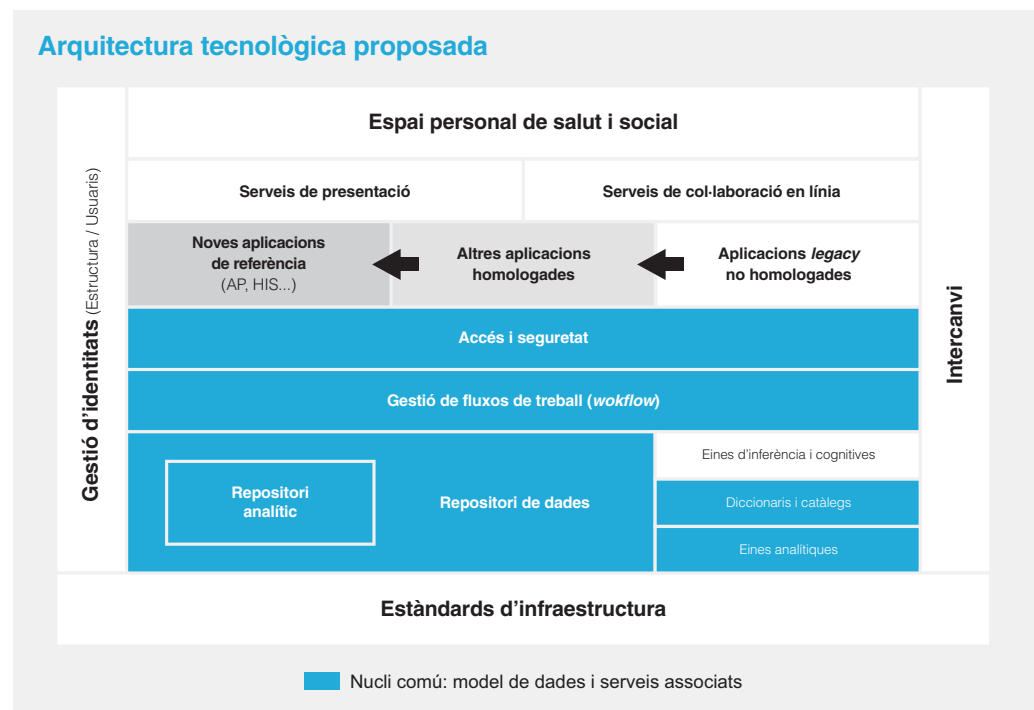 Arquitectura tecnològica proposada
Gestió d’identitats (Estructura / Usuaris)
Espai personal de salut i social
Serveis de presentació
Serveis de col·laboració en línia
Noves aplicacions
de referència
(AP, HIS...)
Altres aplicacions
homologades
Aplicacions legacy
no homologades
Accés i seguretat
Gestió de fluxos de treball (wokflow)
Repositori
analític
Repositori de dades
Eines d’inferència i cognitives
Diccionaris i catàlegs
Eines analítiques
Intercanvi
Estàndards d’infraestructura
Nucli comú: model de dades i serveis associats